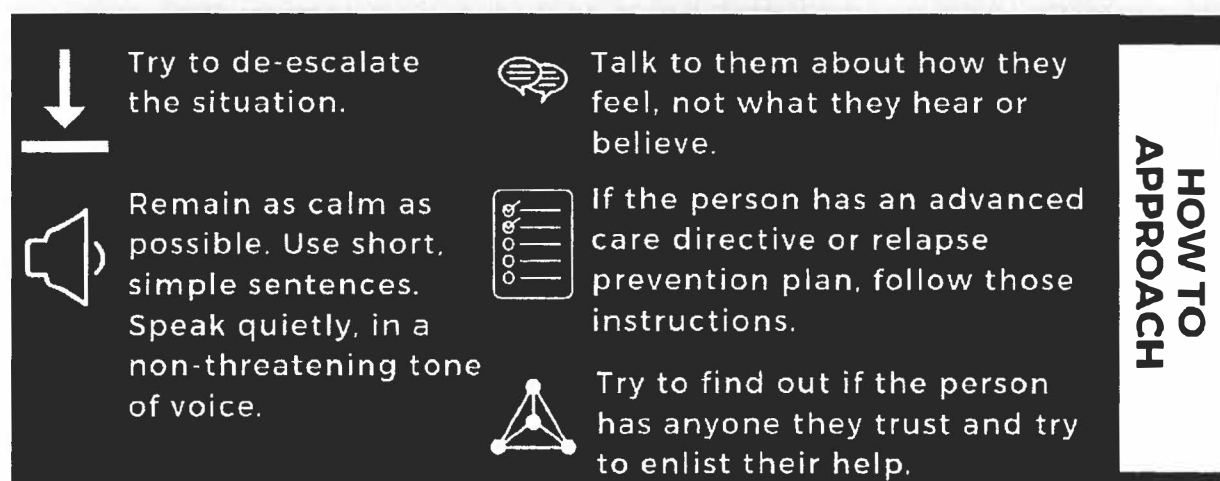 Try to de-escalate
the situation.
Remain as calm as
possible. Use short,
simple sentences.
Speak quietly, in a
non-threatening tone
of voice.
Talk to them about how they
feel, not what they hear or
believe.
If the person has an advanced
care directive or relapse
prevention plan, follow those
instructions.
Try to find out if the person
has anyone they trust and try
to enlist their help.
HOW TO
APPROACH